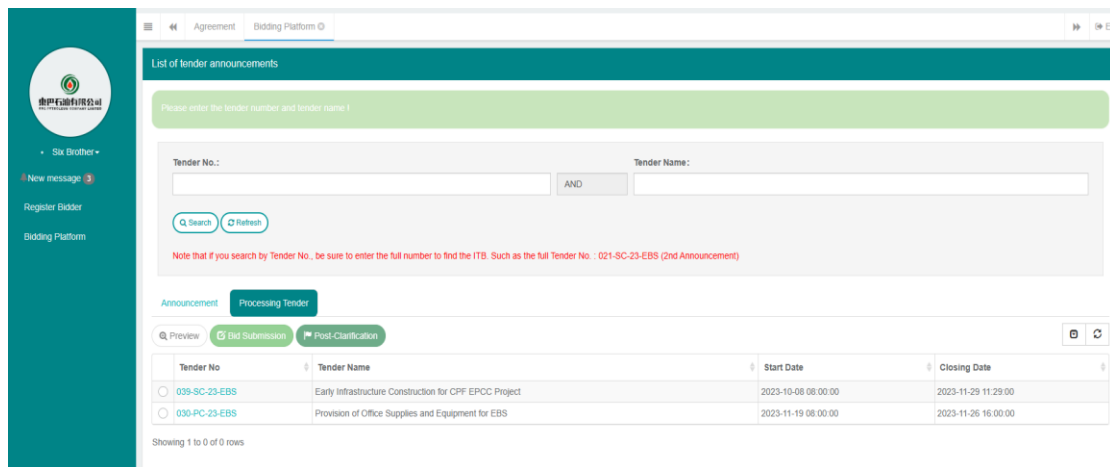 Agreement
Bidding Platform
E
List of tender announcements
Please enter the tender number and tender name !
Six Brother
New message 3
Register Bidder
Bidding Platform
Tender No.:
Tender Name:
AND
Search
Refresh
Note that if you search by Tender No., be sure to enter the full number to find the ITB. Such as the full Tender No. : 021-SC-23-EBS (2nd Announcement)
Announcement
Processing Tender
Preview
Bid Submission
Post-Clarification
Tender No Tender Name Start Date Closing Date
039-SC-23-EBS Early Infrastructure Construction for CPF EPCC Project 2023-10-08 08:00:00 2023-11-29 11:29:00
030-PC-23-EBS Provision of Office Supplies and Equipment for EBS 2023-11-19 08:00:00 2023-11-26 16:00:00
Showing 1 to 0 of 0 rows